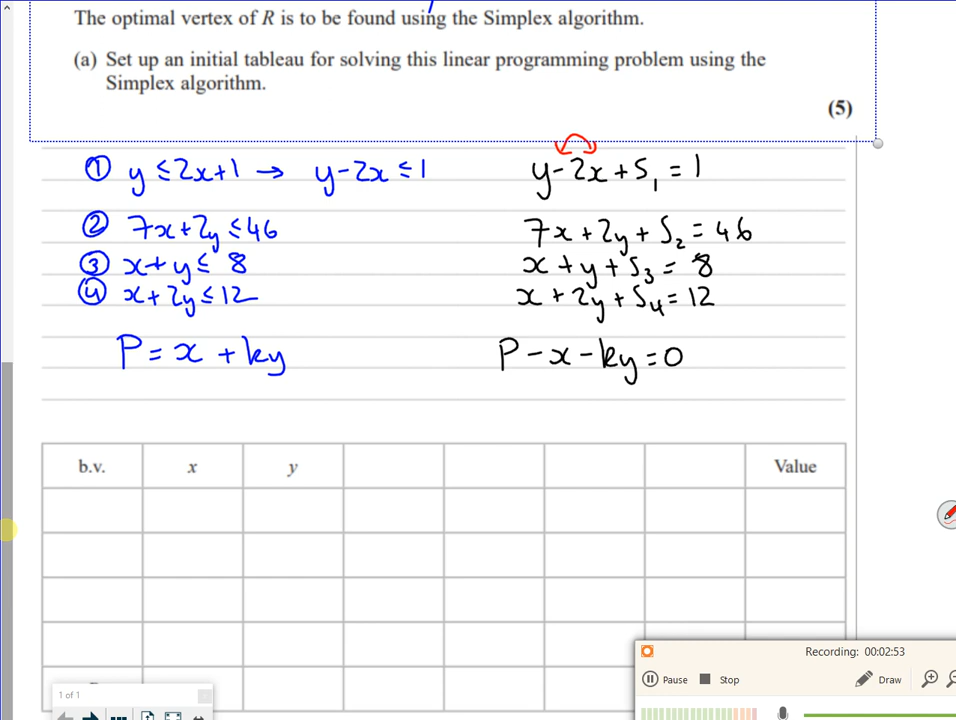 The optimal vertex of R is to be found using the Simplex algorithm.
(a) Set up an initial tableau for solving this linear programming problem using the
Simplex algorithm.
(5)
① y ≤ 2x+1 → y-2x ≤ 1    y-2x+S₁ = 1
② 7x+2y ≤ 46    7x+2y+S₂ = 46
③ x+y ≤ 8    x+y+S₃ = 8
④ x+2y ≤ 12    x+2y+S₄ = 12
P = x + ky    P-x-ky = 0
b.v. x y Value
Recording: 00:02:53
Pause Stop Draw
1 of 1